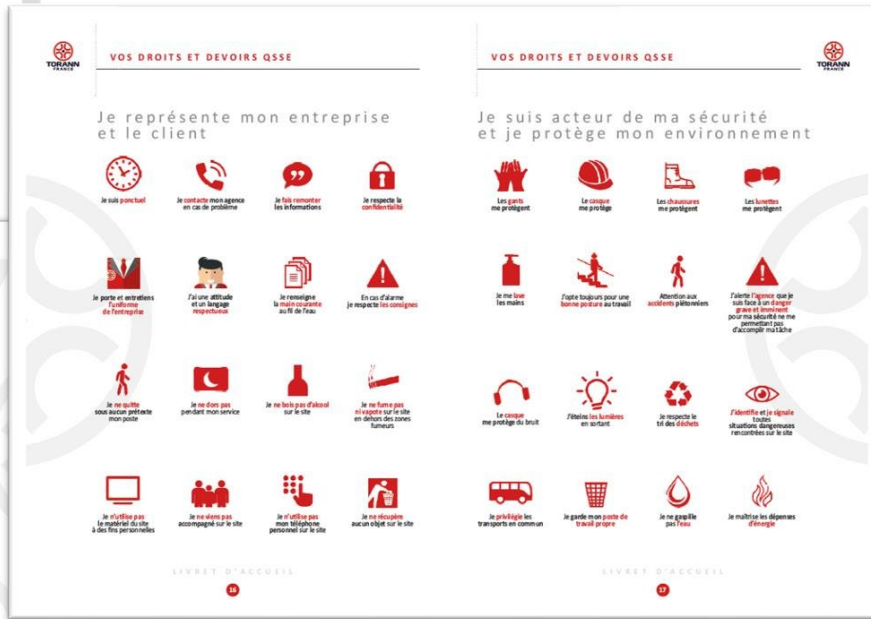 TORANN
FRANCE
VOS DROITS ET DEVOIRS QSSE
Je représente mon entreprise
et le client
Je suis ponctuel
Je contacte mon agence
en cas de problème
Je fais remonter
les informations
Je respecte la
confidentialité
Je porte et entretiens
l'uniforme
de l'entreprise
J'ai une attitude
et un langage
respectueux
Je renseigne
la main courante
au fil de l'eau
En cas d'alarme
je respecte les consignes
Je ne quitte
sous aucun prétexte
mon poste
Je ne dors pas
pendant mon service
Je ne bois pas d'alcool
sur le site
Je ne fume pas
ni vapote sur le site
en dehors des zones
fumeurs
Je n'utilise pas
le matériel du site
à des fins personnelles
Je ne viens pas
accompagné sur le site
Je n'utilise pas
mon téléphone
personnel sur le site
Je ne récupère
aucun objet sur le site
LIVRET D'ACCUEIL
16
VOS DROITS ET DEVOIRS QSSE
TORANN
FRANCE
Je suis acteur de ma sécurité
et je protège mon environnement
Les gants
me protègent
Le casque
me protège
Les chaussures
me protègent
Les lunettes
me protègent
Je me lave
les mains
J'opte toujours pour une
bonne posture au travail
Attention aux
accidents piétonniers
J'alerte l'agence que je
suis face à un danger
grave et imminent
pour ma sécurité ne me
permettant pas
d'accomplir ma tâche
Le casque
me protège du bruit
J'éteins les lumières
en sortant
Je respecte le
tri des déchets
J'identifie et je signale
toutes
situations dangereuses
rencontrées sur le site
Je privilégie les
transports en commun
Je garde mon poste de
travail propre
Je ne gaspille
pas l'eau
Je maîtrise les dépenses
d'énergie
LIVRET D'ACCUEIL
17